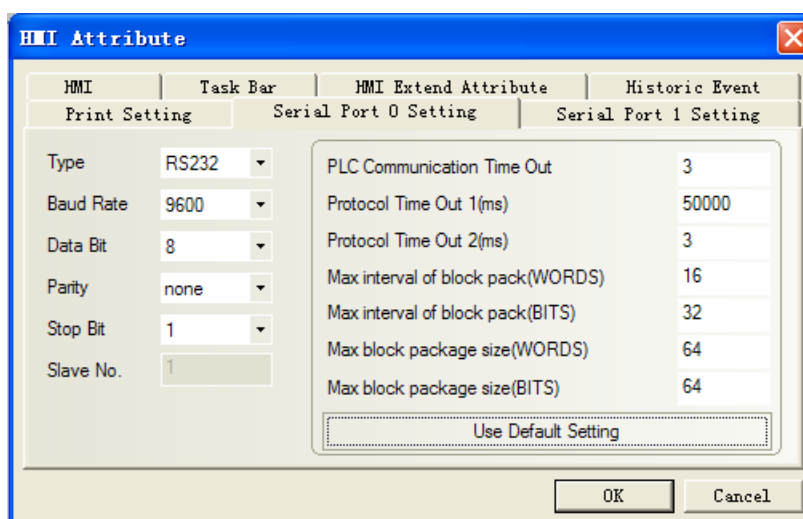 HMI Attribute
HMI Task Bar HMI Extend Attribute Historic Event
Print Setting Serial Port 0 Setting Serial Port 1 Setting
Type RS232
Baud Rate 9600
Data Bit 8
Parity none
Stop Bit 1
Slave No. 1
PLC Communication Time Out 3
Protocol Time Out 1(ms) 50000
Protocol Time Out 2(ms) 3
Max interval of block pack(WORDS) 16
Max interval of block pack(BITS) 32
Max block package size(WORDS) 64
Max block package size(BITS) 64
Use Default Setting
OK Cancel